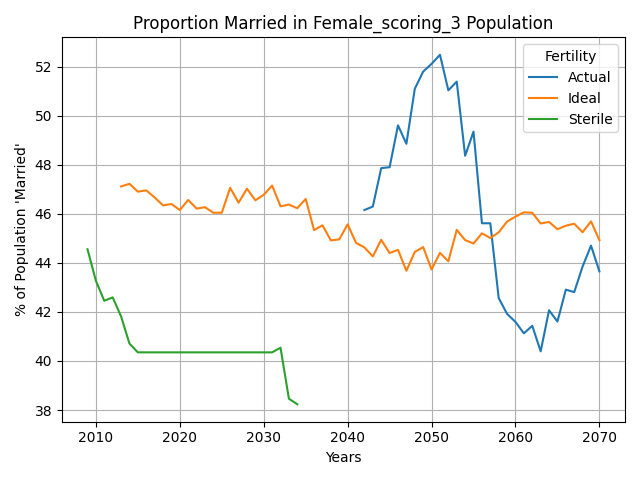 Proportion Married in Female_scoring_3 Population
% of Population 'Married'
52
50
48
46
44
42
40
38
Fertility
Actual
Ideal
Sterile
2010 2020 2030 2040 2050 2060 2070
Years